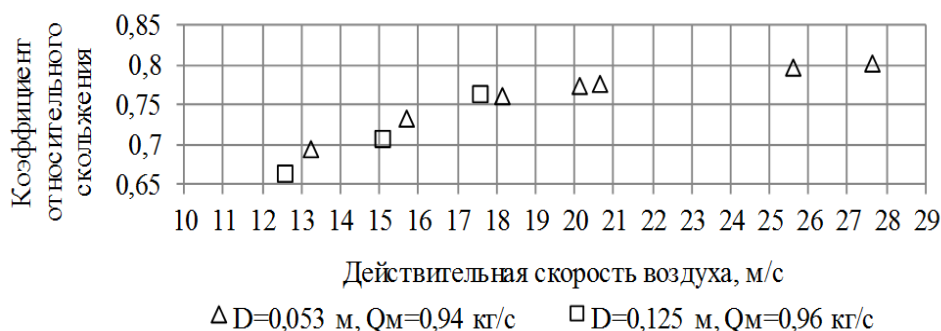 Коэффициент
относительного
скольжения
0,85
0,8
0,75
0,7
0,65
10 11 12 13 14 15 16 17 18 19 20 21 22 23 24 25 26 27 28 29
Действительная скорость воздуха, м/с
D=0,053 м, Qм=0,94 кг/с D=0,125 м, Qм=0,96 кг/с